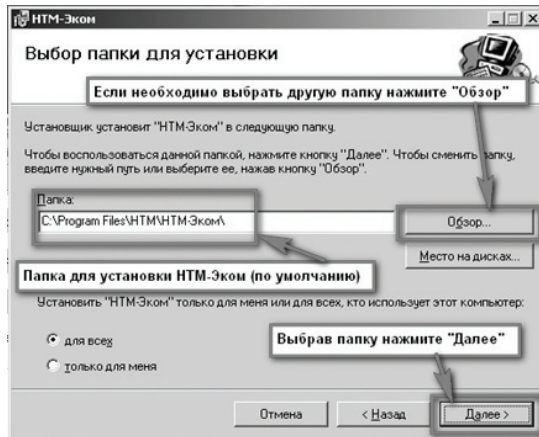 НТМ-Эком
Выбор папки для установки
Если необходимо выбрать другую папку нажмите "Обзор"
Установщик установит "НТМ-Эком" в следующую папку.
Чтобы воспользоваться данной папкой, нажмите кнопку "Далее". Чтобы сменить папку,
введите нужный путь или выберите ее, нажав кнопку "Обзор".
Папка:
C:\Program Files\HTM\НТМ-Эком\
Обзор...
Место на дисках...
Папка для установки НТМ-Эком (по умолчанию)
Установить "НТМ-Эком" только для меня или для всех, кто использует этот компьютер:
Выбрав папку нажмите "Далее"
для всех
только для меня
Отмена
< Назад
Далее >